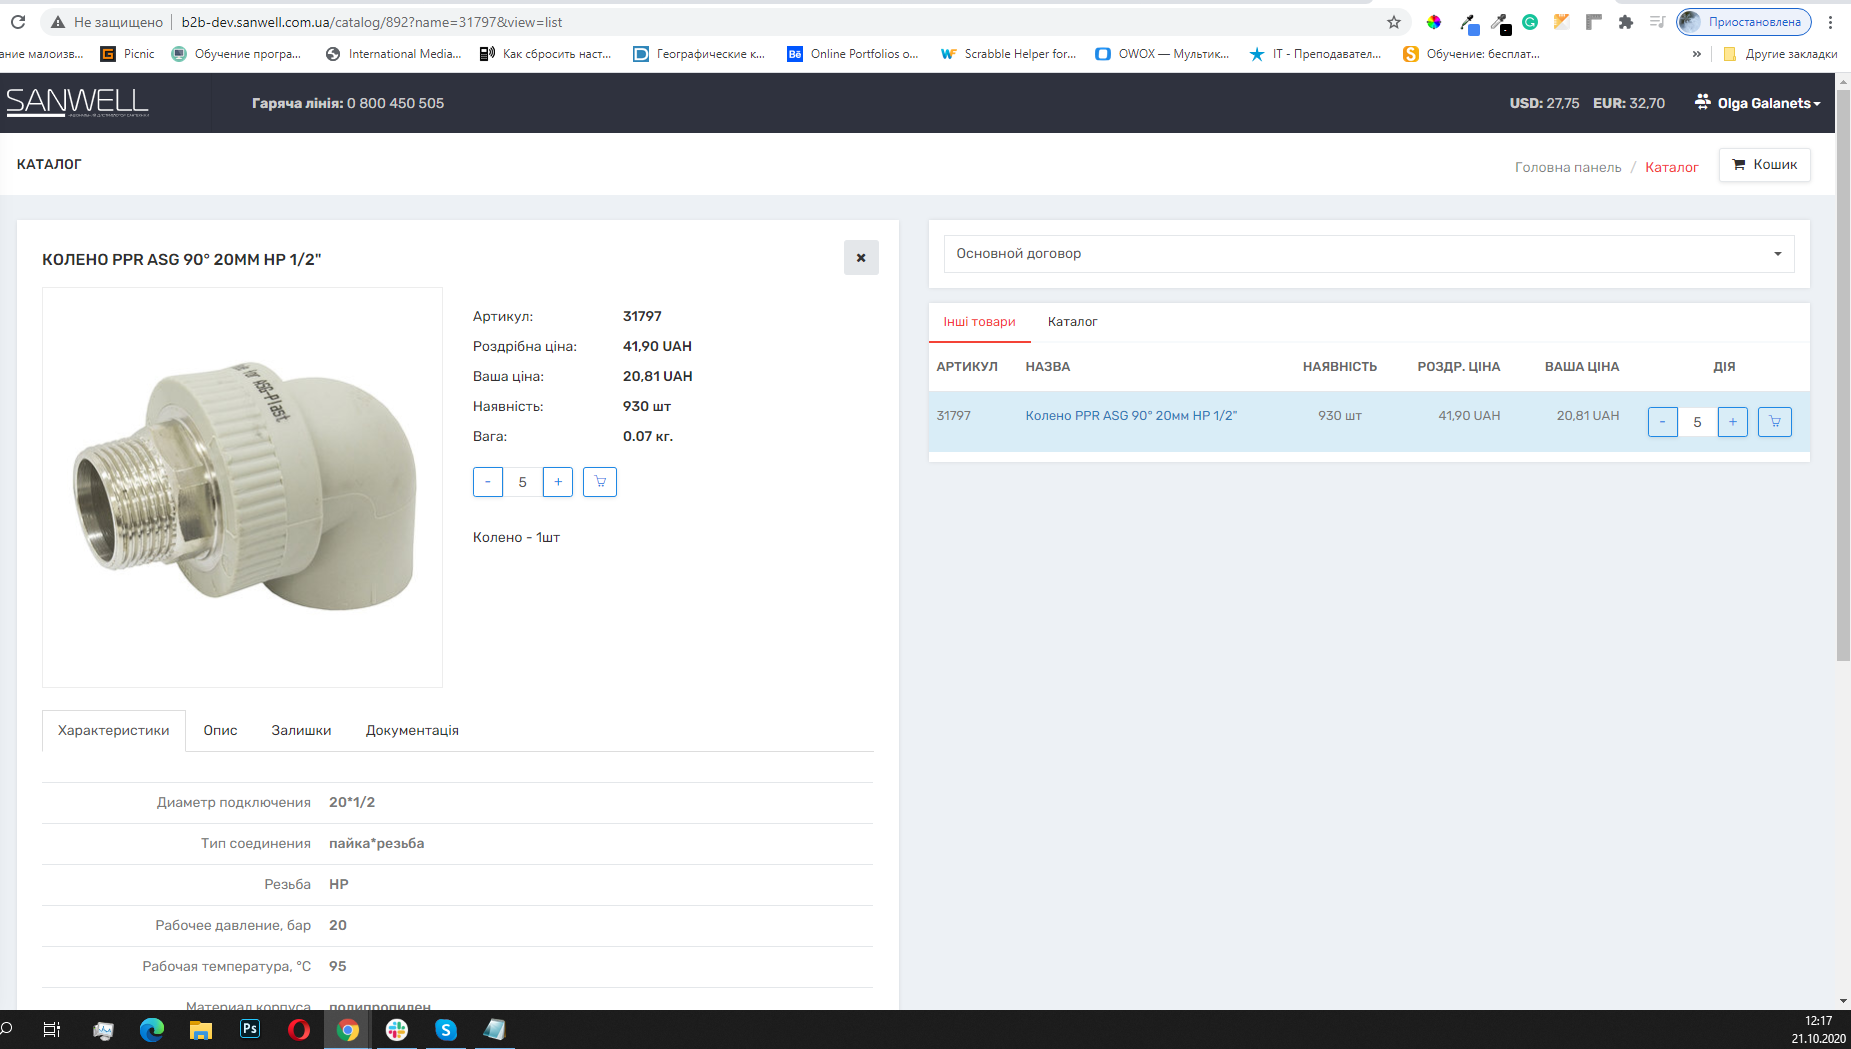 Не защищено
b2b-dev.sanwell.com.ua/catalog/892?name=31797&view=list
Приостановлена
ание малоизв...
Picnic
Обучение програ...
International Media...
Как сбросить наст...
Географические к...
Online Portfolios o...
Scrabble Helper for...
OWOX — Мультик...
IT - Преподавател...
Обучение: бесплат...
»
Другие закладки
SANWELL
Гаряча лінія: 0 800 450 505
USD: 27,75 EUR: 32,70
Olga Galanets
КАТАЛОГ
Головна панель / Каталог
Кошик
КОЛЕНО PPR ASG 90° 20ММ НР 1/2"
for ASG-Plast
Артикул: 31797
Роздрібна ціна: 41,90 UAH
Ваша ціна: 20,81 UAH
Наявність: 930 шт
Вага: 0.07 кг.
- 5 +
Колено - 1шт
Характеристики Опис Залишки Документація
Диаметр подключения 20*1/2
Тип соединения пайка*резьба
Резьба НР
Рабочее давление, бар 20
Рабочая температура, °С 95
Материал корпуса полипропилен
Основной договор
Інші товари Каталог
АРТИКУЛ НАЗВА НАЯВНІСТЬ РОЗДР. ЦІНА ВАША ЦІНА ДІЯ
31797 Колено PPR ASG 90° 20мм НР 1/2" 930 шт 41,90 UAH 20,81 UAH - 5 +
12:17
21.10.2020